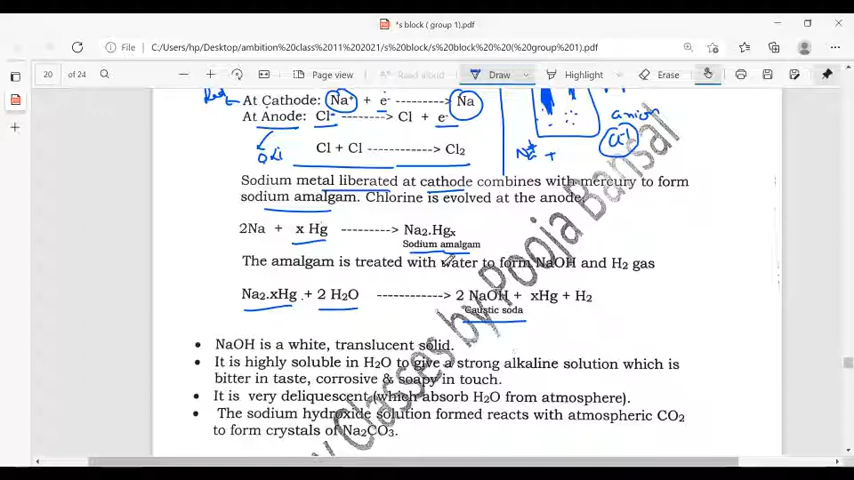 *s block ( group 1).pdf
File
C:/Users/hp/Desktop/ambition%20class%2011%202021/s%20block/s%20block%20%20(%20group%201).pdf
20 of 24
Page view
Read aloud
Draw
Highlight
Erase
At Cathode: Na⁺ + e⁻ --------> Na
At Anode: Cl⁻ --------> Cl + e⁻
anion
Cl⁻
Cl + Cl ----------------> Cl₂
Na⁺ +
Sodium metal liberated at cathode combines with mercury to form
sodium amalgam. Chlorine is evolved at the anode.
2Na + x Hg ---------> Na₂.Hgₓ
Sodium amalgam
The amalgam is treated with water to form NaOH and H₂ gas
Na₂.xHg + 2 H₂O ------------> 2 NaOH + xHg + H₂
Caustic soda
• NaOH is a white, translucent solid.
• It is highly soluble in H₂O to give a strong alkaline solution which is
bitter in taste, corrosive & soapy in touch.
• It is very deliquescent (which absorb H₂O from atmosphere).
• The sodium hydroxide solution formed reacts with atmospheric CO₂
to form crystals of Na₂CO₃.
y Classes by Pooja Bansal